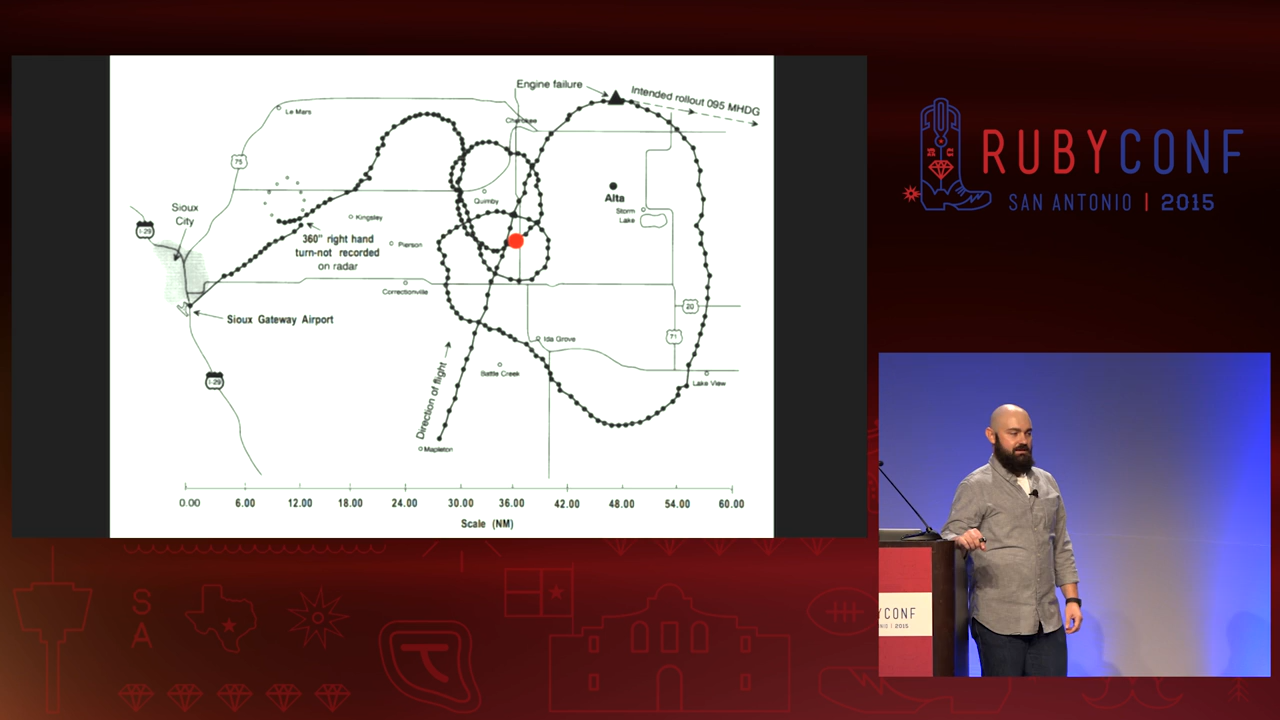 Engine failure
Intended rollout 095 MHDG
Le Mars
Cherokee
75
Alta
Sioux
City
Quimby
Storm
Lake
I-29
Kingsley
360° right hand
turn-not recorded
on radar
Pierson
Correctionville
20
Sioux Gateway Airport
71
Ida Grove
Battle Creek
I-29
Lake View
Direction of flight
Mapleton
0.00 6.00 12.00 18.00 24.00 30.00 36.00 42.00 48.00 54.00 60.00
Scale (NM)
RUBYCONF
SAN ANTONIO | 2015
S
A
YCONF
NIO | 2015